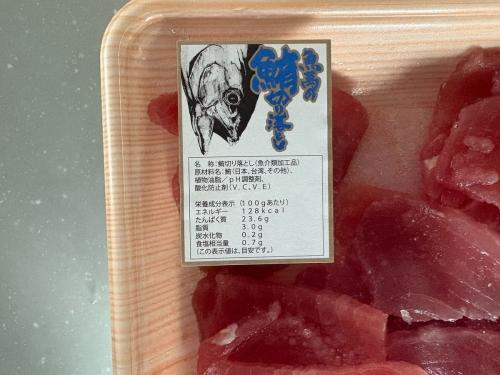 魚屋の
鮪切り落とし
名　称:鮪切り落とし(魚介類加工品)
原材料名:鮪(日本、台湾、その他)、
植物油脂/pH調整剤、
酸化防止剤(V.C、V.E)
栄養成分表示(100gあたり)
エネルギー　128kcal
たんぱく質　23.6g
脂質　3.0g
炭水化物　0.2g
食塩相当量　0.7g
(この表示値は、目安です。)